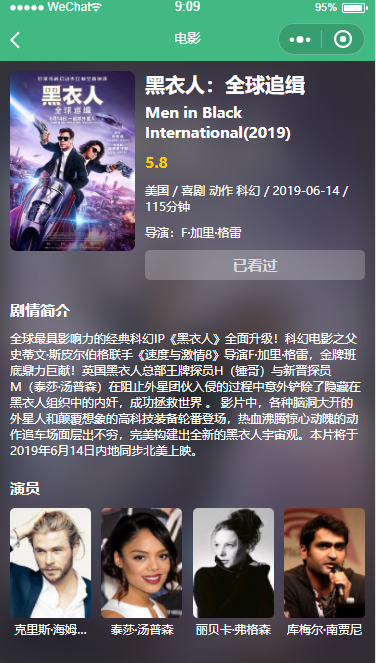 WeChat
9:09
95%
电影
黑衣人
全球追缉
黑衣人：全球追缉
Men in Black
International(2019)
5.8
美国 / 喜剧 动作 科幻 / 2019-06-14 /
115分钟
导演：F·加里·格雷
已看过
剧情简介
全球最具影响力的经典科幻IP《黑衣人》全面升级！科幻电影之父
史蒂文·斯皮尔伯格联手《速度与激情8》导演F·加里·格雷，金牌班
底鼎力巨献！英国黑衣人总部王牌探员H（锤哥）与新晋探员
M（泰莎·汤普森）在阻止外星团伙入侵的过程中意外铲除了隐藏在
黑衣人组织中的内奸，成功拯救世界 。 影片中，各种脑洞大开的
外星人和颠覆想象的高科技装备轮番登场，热血沸腾惊心动魄的动
作追车场面层出不穷，完美构建出全新的黑衣人宇宙观。本片将于
2019年6月14日内地同步北美上映。
演员
克里斯·海姆...
泰莎·汤普森
丽贝卡·弗格森
库梅尔·南贾尼